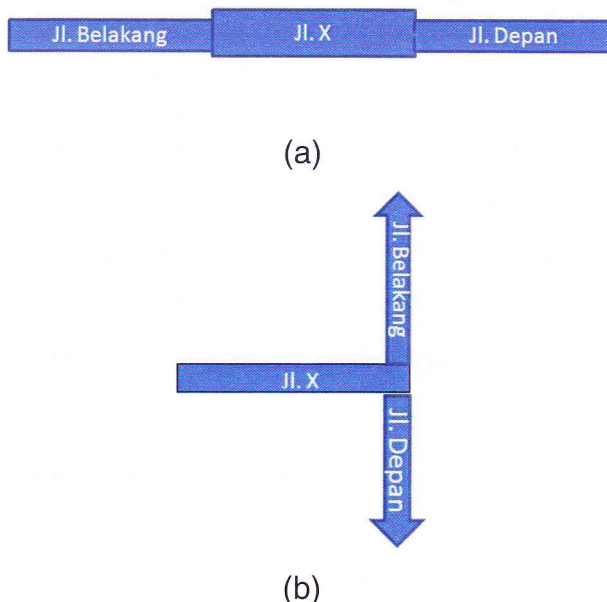 Jl. Belakang Jl. X Jl. Depan
(a)
Jl. Belakang
Jl. X
Jl. Depan
(b)